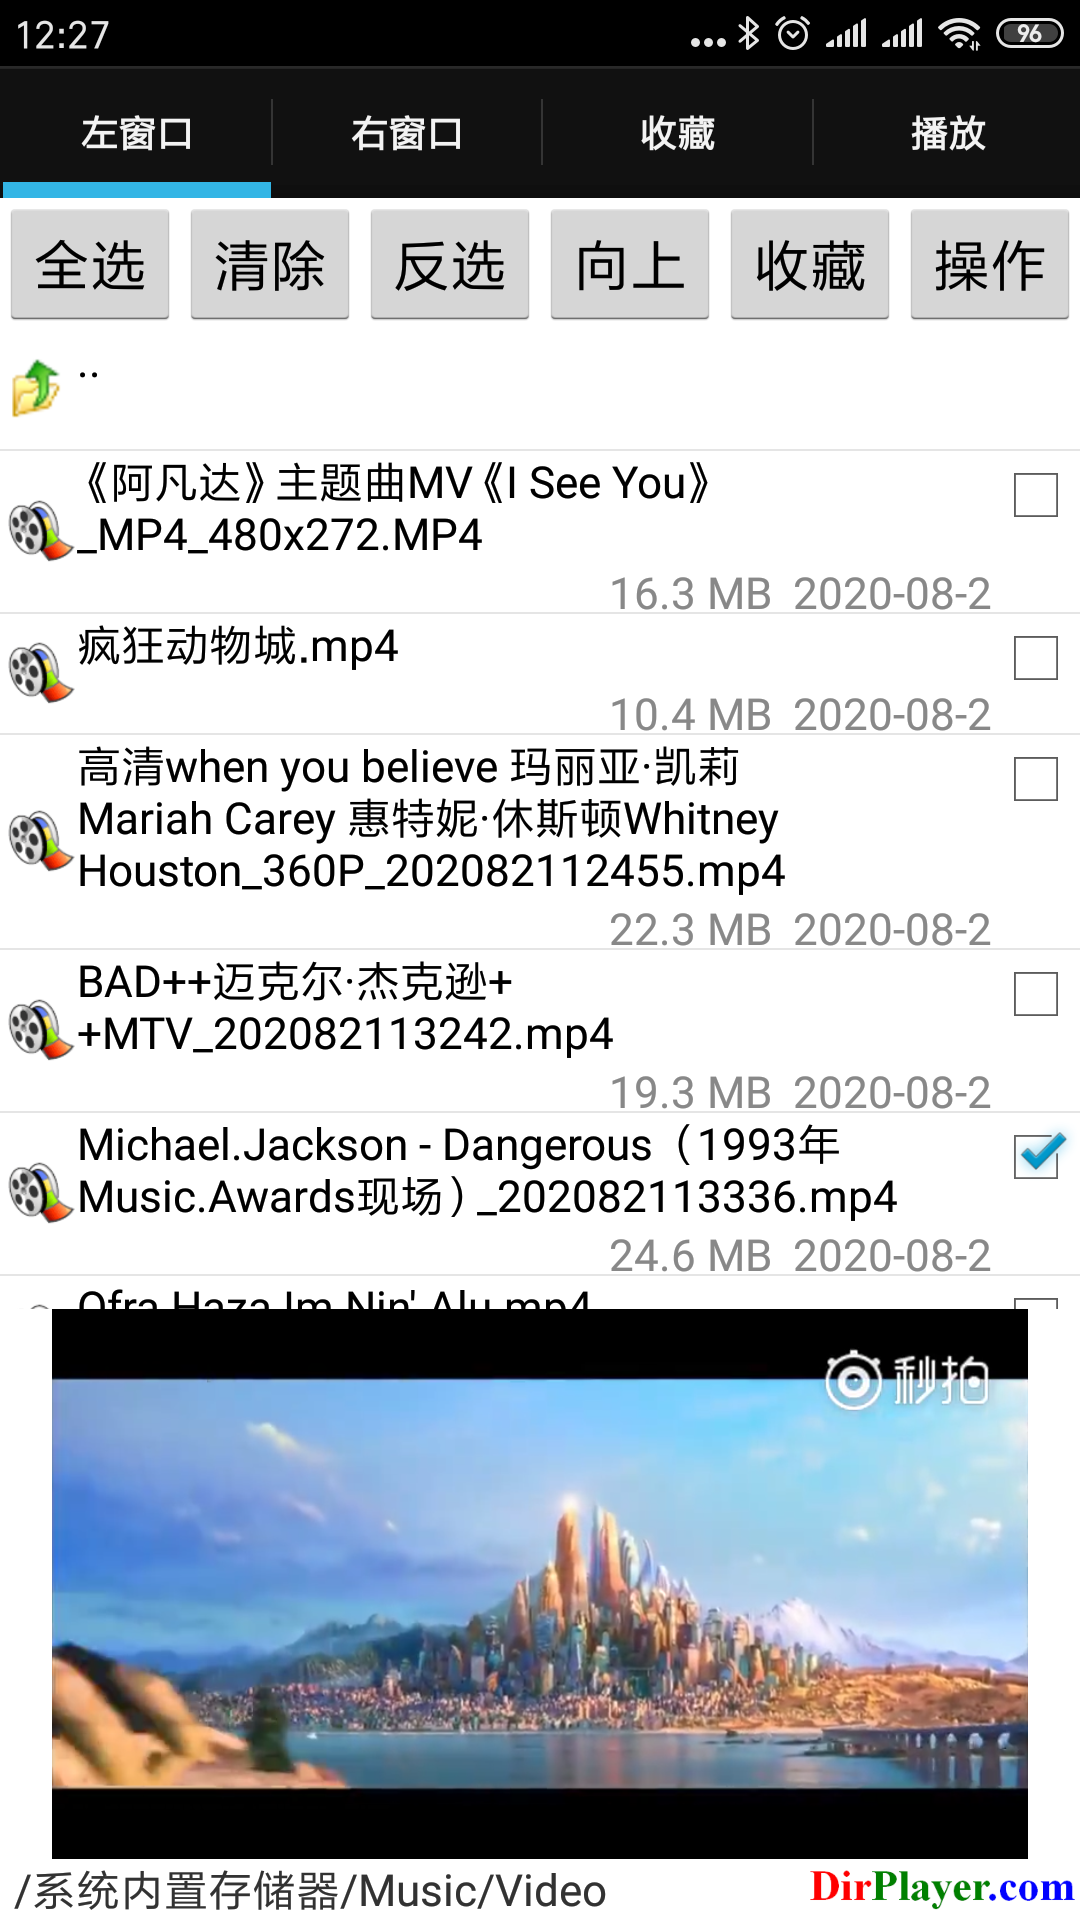 12:27
96
左窗口 右窗口 收藏 播放
全选 清除 反选 向上 收藏 操作
..
《阿凡达》主题曲MV《I See You》
_MP4_480x272.MP4
16.3 MB 2020-08-2
疯狂动物城.mp4
10.4 MB 2020-08-2
高清when you believe 玛丽亚·凯莉
Mariah Carey 惠特妮·休斯顿Whitney
Houston_360P_202082112455.mp4
22.3 MB 2020-08-2
BAD++迈克尔·杰克逊+
+MTV_202082113242.mp4
19.3 MB 2020-08-2
Michael.Jackson - Dangerous（1993年
Music.Awards现场）_202082113336.mp4
24.6 MB 2020-08-2
Ofra Haza Im Nin' Alu.mp4
秒拍
/系统内置存储器/Music/Video
DirPlayer.com